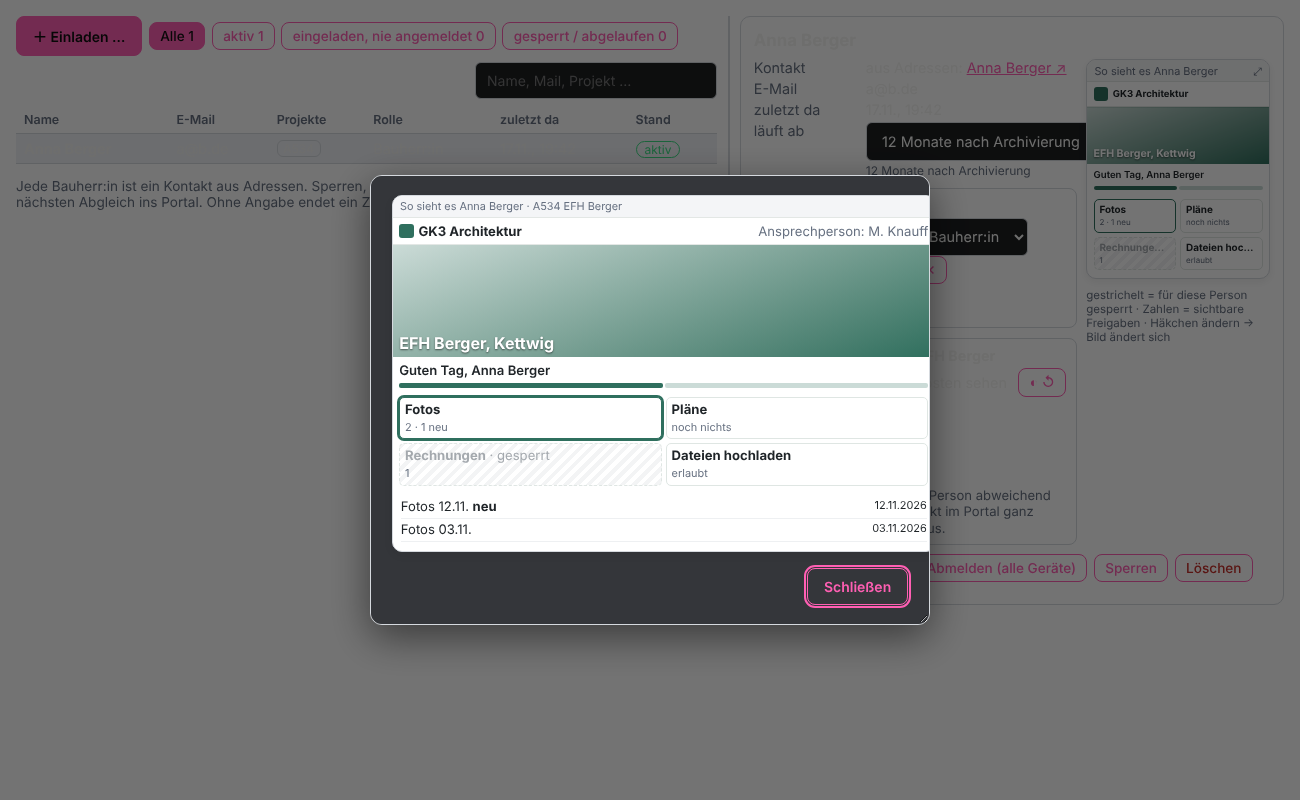 + Einladen ...
Alle 1
aktiv 1
eingeladen, nie angemeldet 0
gesperrt / abgelaufen 0
Name, Mail, Projekt ...
Name E-Mail Projekte Rolle zuletzt da Stand
aktiv
Jede Bauherr:in ist ein Kontakt aus Adressen. Sperren,
nächsten Abgleich ins Portal. Ohne Angabe endet ein
Anna Berger
Kontakt aus Adressen: Anna Berger ↗
E-Mail
zuletzt da
läuft ab
12 Monate nach Archivierung
12 Monate nach Archivierung
Bauherr:in
Person abweichend
im Portal ganz
Abmelden (alle Geräte)
Sperren
Löschen
So sieht es Anna Berger
GK3 Architektur
EFH Berger, Kettwig
Guten Tag, Anna Berger
Fotos
2 · 1 neu
Pläne
noch nichts
Rechnunge...
1
Dateien hoc...
erlaubt
gestrichelt = für diese Person
gesperrt · Zahlen = sichtbare
Freigaben · Häkchen ändern →
Bild ändert sich
So sieht es Anna Berger · A534 EFH Berger
GK3 Architektur
Ansprechperson: M. Knauff
EFH Berger, Kettwig
Guten Tag, Anna Berger
Fotos
2 · 1 neu
Pläne
noch nichts
Rechnungen · gesperrt
1
Dateien hochladen
erlaubt
Fotos 12.11. neu 12.11.2026
Fotos 03.11. 03.11.2026
Schließen